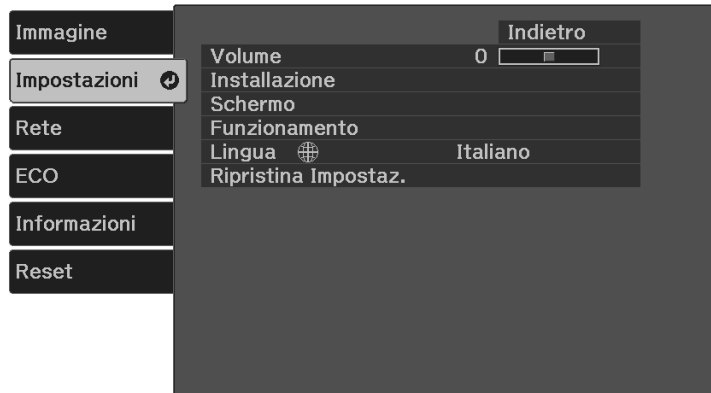 Immagine
Impostazioni
Rete
ECO
Informazioni
Reset
Indietro
Volume 0
Installazione
Schermo
Funzionamento
Lingua Italiano
Ripristina Impostaz.